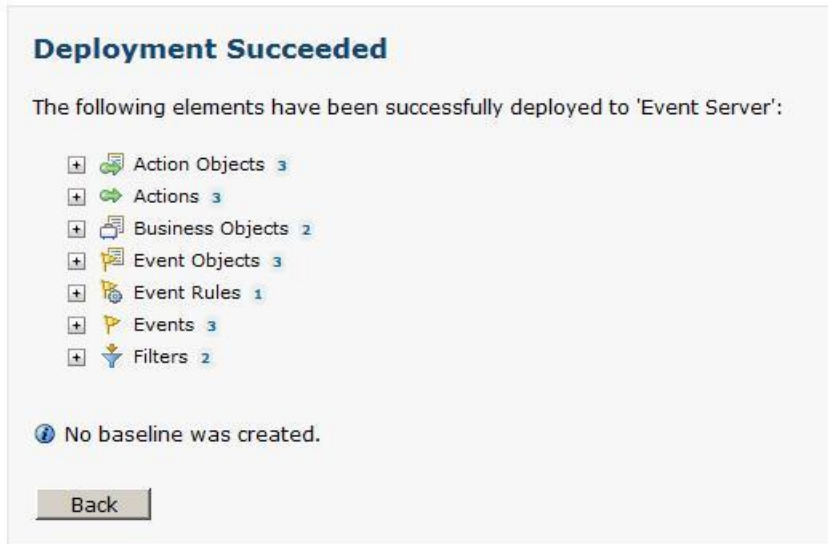 Deployment Succeeded
The following elements have been successfully deployed to 'Event Server':
Action Objects 3
Actions 3
Business Objects 2
Event Objects 3
Event Rules 1
Events 3
Filters 2
No baseline was created.
Back